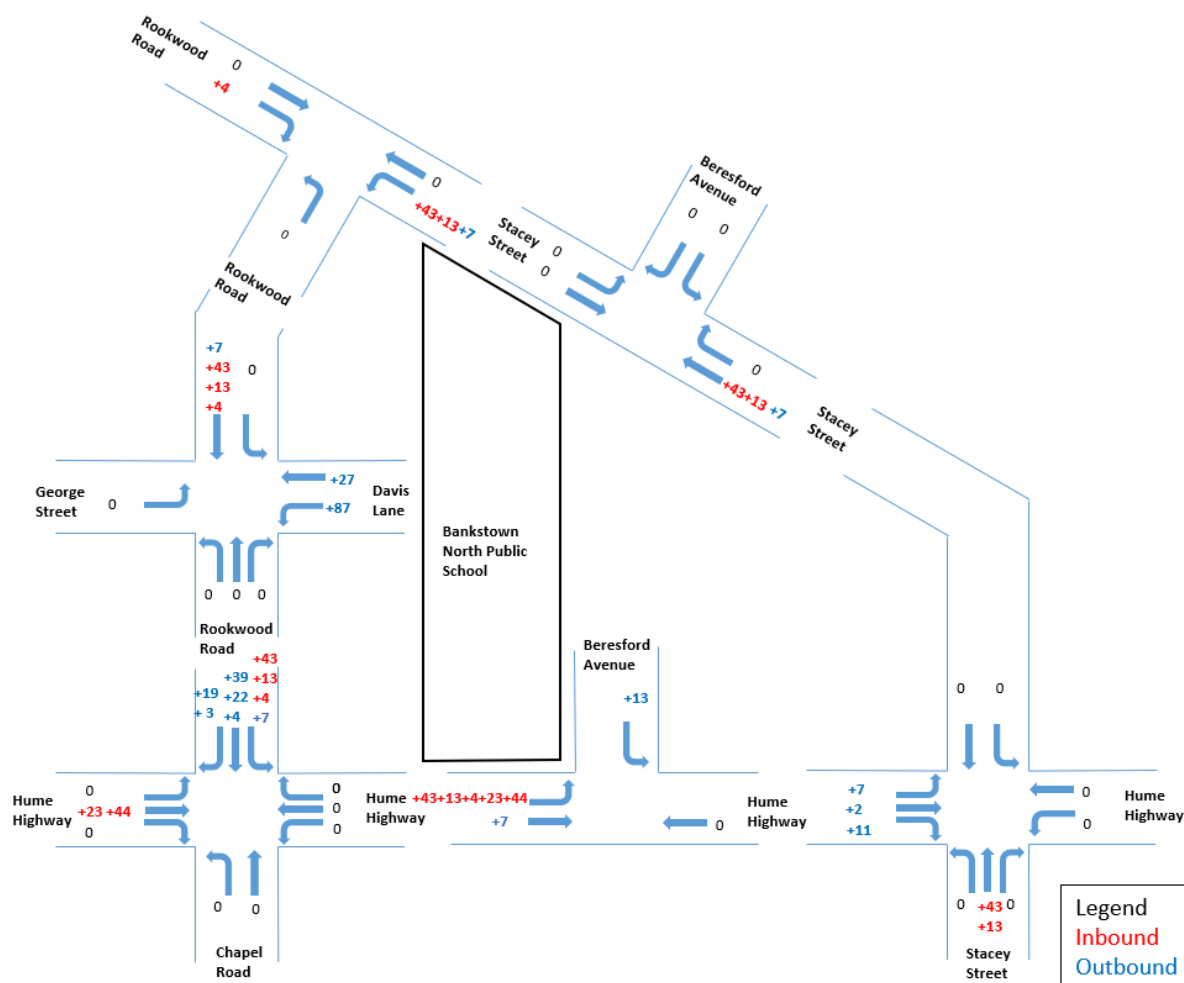 Rookwood
Road
0
+4
0
+43+13+7
0
Rookwood
Road
Stacey
Street
0
0
Beresford
Avenue
0
0
0
+43+13 +7
Stacey
Street
+7
+43
+13
+4
0
George
Street
0
+27
+87
Davis
Lane
0
0
0
Rookwood
Road
Bankstown
North Public
School
Beresford
Avenue
+13
+19
+ 3
+39
+22
+4
+43
+13
+4
+7
0
0
Hume
Highway
0
+23 +44
0
0
0
0
Hume
Highway
+43+13+4+23+44
+7
0
Hume
Highway
+7
+2
+11
0
0
Hume
Highway
0
0
Chapel
Road
0
+43
+13
0
Stacey
Street
Legend
Inbound
Outbound